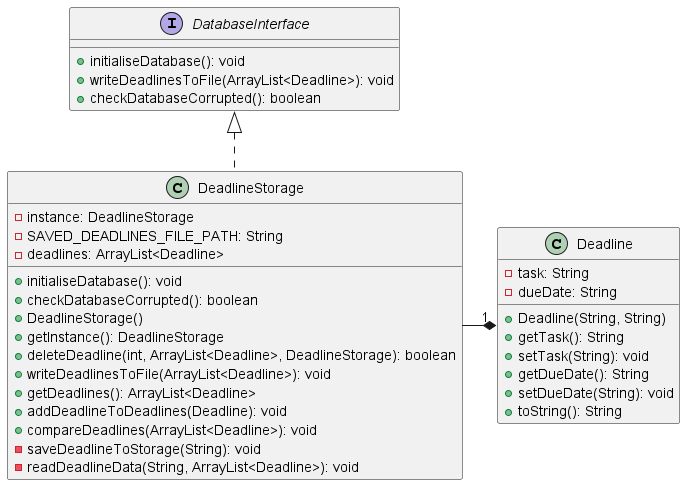 I DatabaseInterface
initialiseDatabase(): void
writeDeadlinesToFile(ArrayList<Deadline>): void
checkDatabaseCorrupted(): boolean
C DeadlineStorage
instance: DeadlineStorage
SAVED_DEADLINES_FILE_PATH: String
deadlines: ArrayList<Deadline>
initialiseDatabase(): void
checkDatabaseCorrupted(): boolean
DeadlineStorage()
getInstance(): DeadlineStorage
deleteDeadline(int, ArrayList<Deadline>, DeadlineStorage): boolean
writeDeadlinesToFile(ArrayList<Deadline>): void
getDeadlines(): ArrayList<Deadline>
addDeadlineToDeadlines(Deadline): void
compareDeadlines(ArrayList<Deadline>): void
saveDeadlineToStorage(String): void
readDeadlineData(String, ArrayList<Deadline>): void
1
C Deadline
task: String
dueDate: String
Deadline(String, String)
getTask(): String
setTask(String): void
getDueDate(): String
setDueDate(String): void
toString(): String